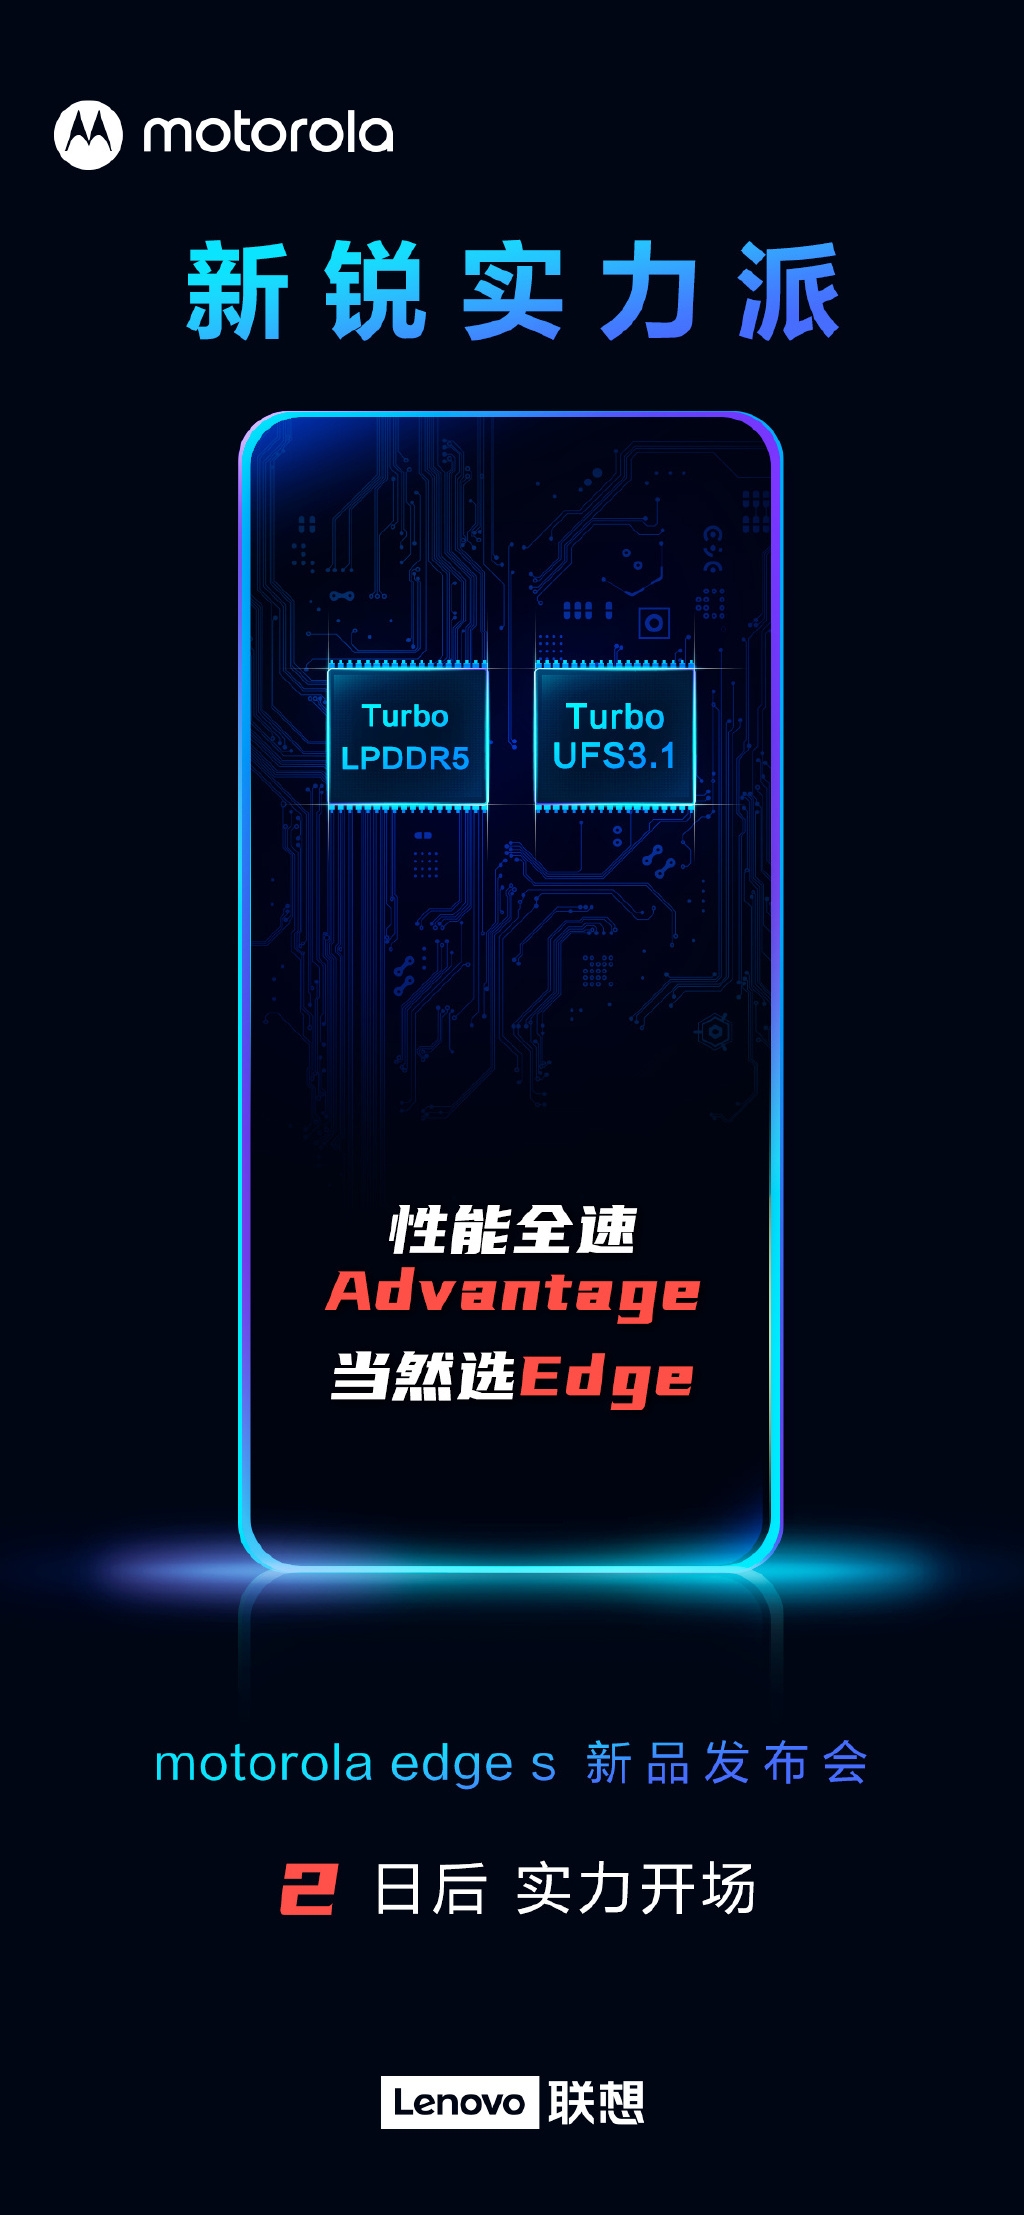 motorola
新锐实力派
Turbo
LPDDR5
Turbo
UFS3.1
性能全速
Advantage
当然选Edge
motorola edge s 新品发布会
2 日后 实力开场
Lenovo 联想